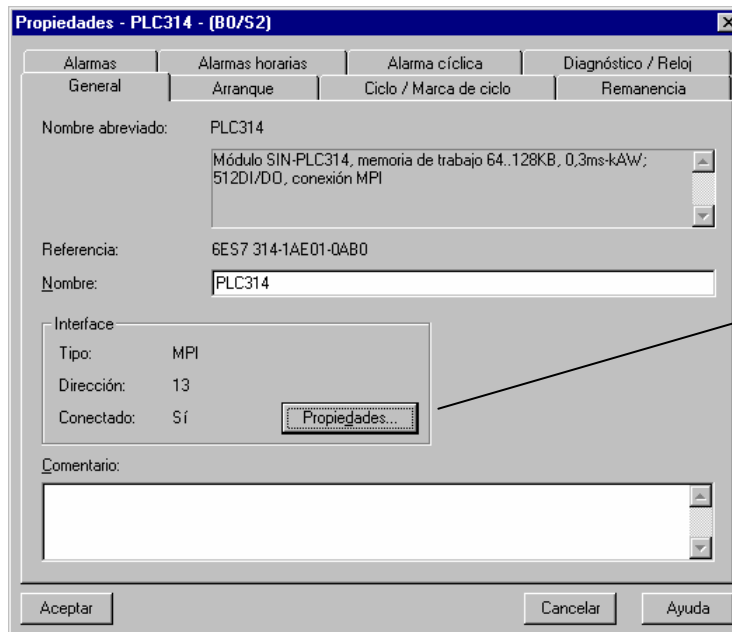 Propiedades - PLC314 - (B0/S2)
Alarmas Alarmas horarias Alarma cíclica Diagnóstico / Reloj
General Arranque Ciclo / Marca de ciclo Remanencia
Nombre abreviado: PLC314
Módulo SIN-PLC314, memoria de trabajo 64..128KB, 0,3ms-kAW;
512DI/DO, conexión MPI
Referencia: 6ES7 314-1AE01-0AB0
Nombre: PLC314
Interface
Tipo: MPI
Dirección: 13
Conectado: Sí Propiedades...
Comentario:
Aceptar Cancelar Ayuda